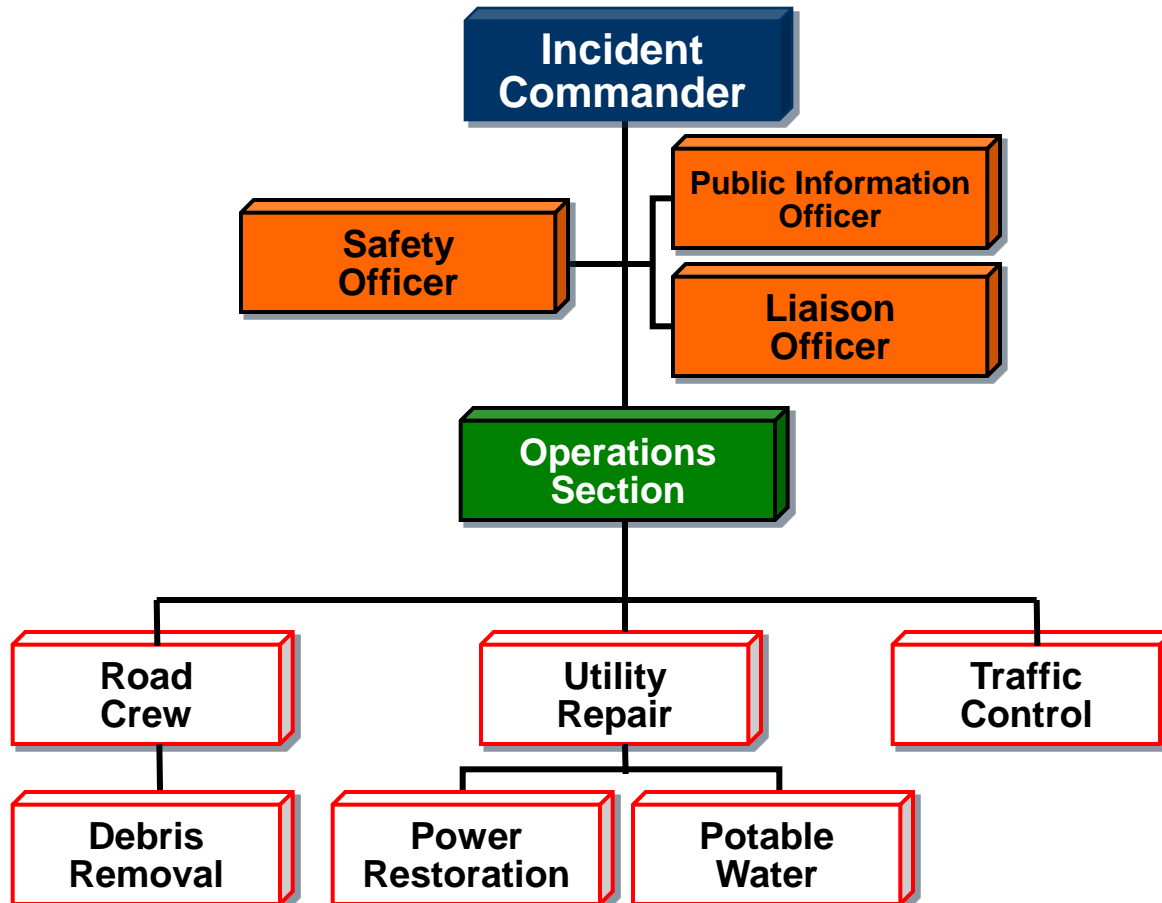 Incident
Commander
Public Information
Officer
Safety
Officer
Liaison
Officer
Operations
Section
Road
Crew
Utility
Repair
Traffic
Control
Debris
Removal
Power
Restoration
Potable
Water